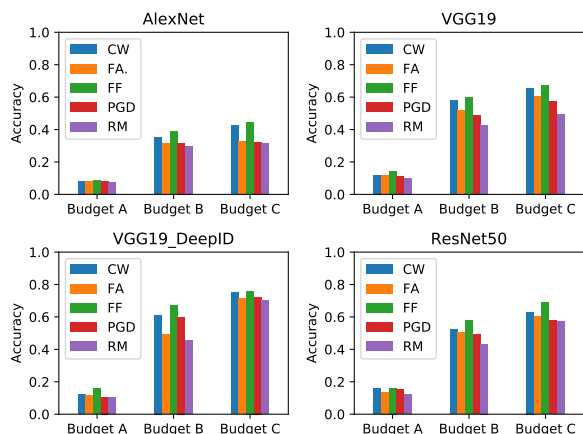 AlexNet
1.0
0.8
0.6
0.4
0.2
0.0
Accuracy
CW
FA.
FF
PGD
RM
Budget A Budget B Budget C
VGG19
1.0
0.8
0.6
0.4
0.2
0.0
Accuracy
CW
FA
FF
PGD
RM
Budget A Budget B Budget C
VGG19_DeepID
1.0
0.8
0.6
0.4
0.2
0.0
Accuracy
CW
FA
FF
PGD
RM
Budget A Budget B Budget C
ResNet50
1.0
0.8
0.6
0.4
0.2
0.0
Accuracy
CW
FA
FF
PGD
RM
Budget A Budget B Budget C